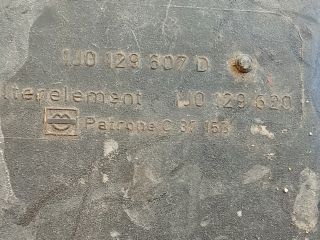 1J0 129 607 D
lterelement 1J0 129 620
Patrone C 37 153